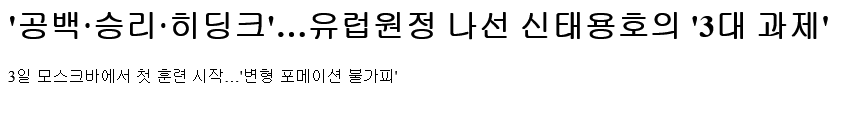 '공백·승리·히딩크'...유럽원정 나선 신태용호의 '3대 과제'
3일 모스크바에서 첫 훈련 시작...'변형 포메이션 불가피'